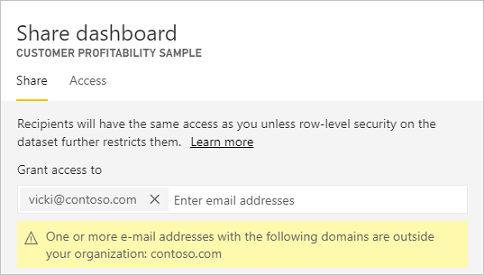 Share dashboard
CUSTOMER PROFITABILITY SAMPLE
Share Access
Recipients will have the same access as you unless row-level security on the
dataset further restricts them. Learn more
Grant access to
vicki@contoso.com Enter email addresses
One or more e-mail addresses with the following domains are outside
your organization: contoso.com